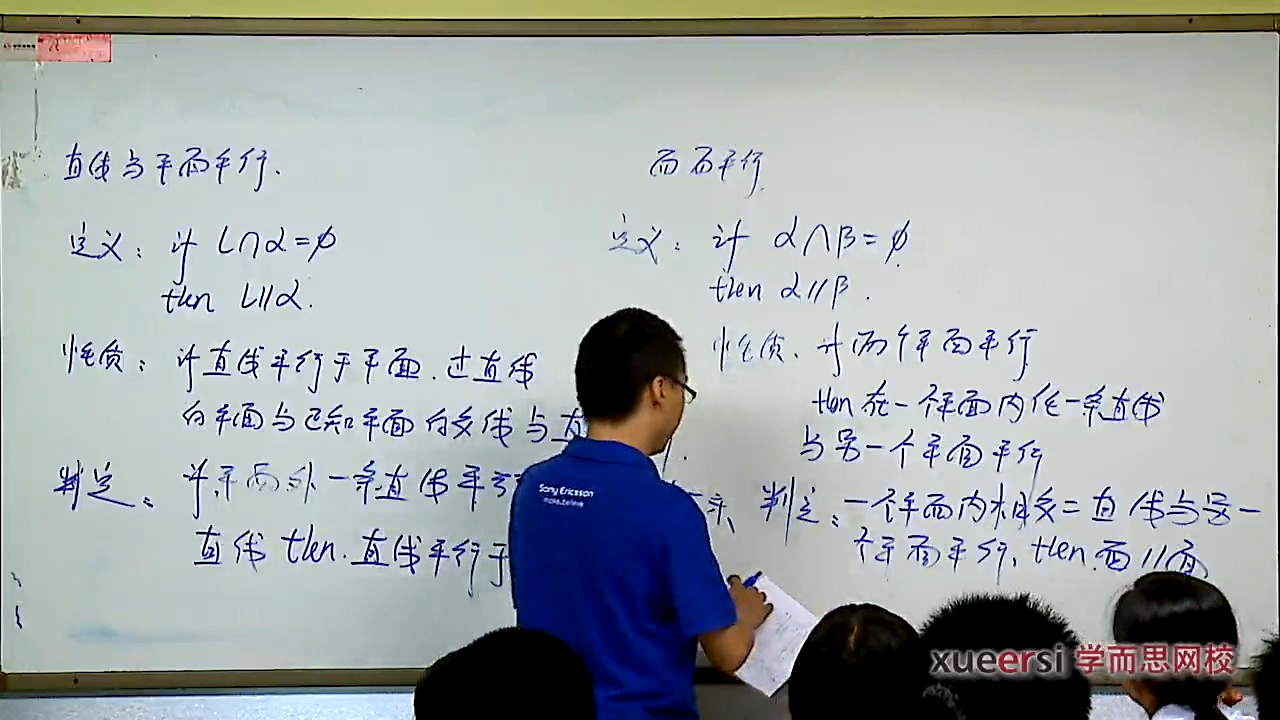 直线与平面平行.
定义: if L∩α=∅
then L//α.
性质: if 直线平行于平面.过直线
的平面与已知平面的交线与直
判定: if 平面外一条直线平
直线 then.直线平行于
面面平行
定义: if α∩β=∅
then α//β.
性质. if 两个平面平行
then 在一个平面内任一条直线
与另一个平面平行
判定:一个平面内相交二直线与另一
个平面平行, then.面//面
Sony Ericsson
make.believe
xueersi 学而思网校